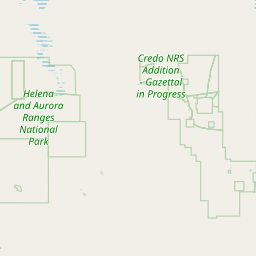 Credo NRS
Addition
- Gazettal
in Progress
Helena
and Aurora
Ranges
National
Park